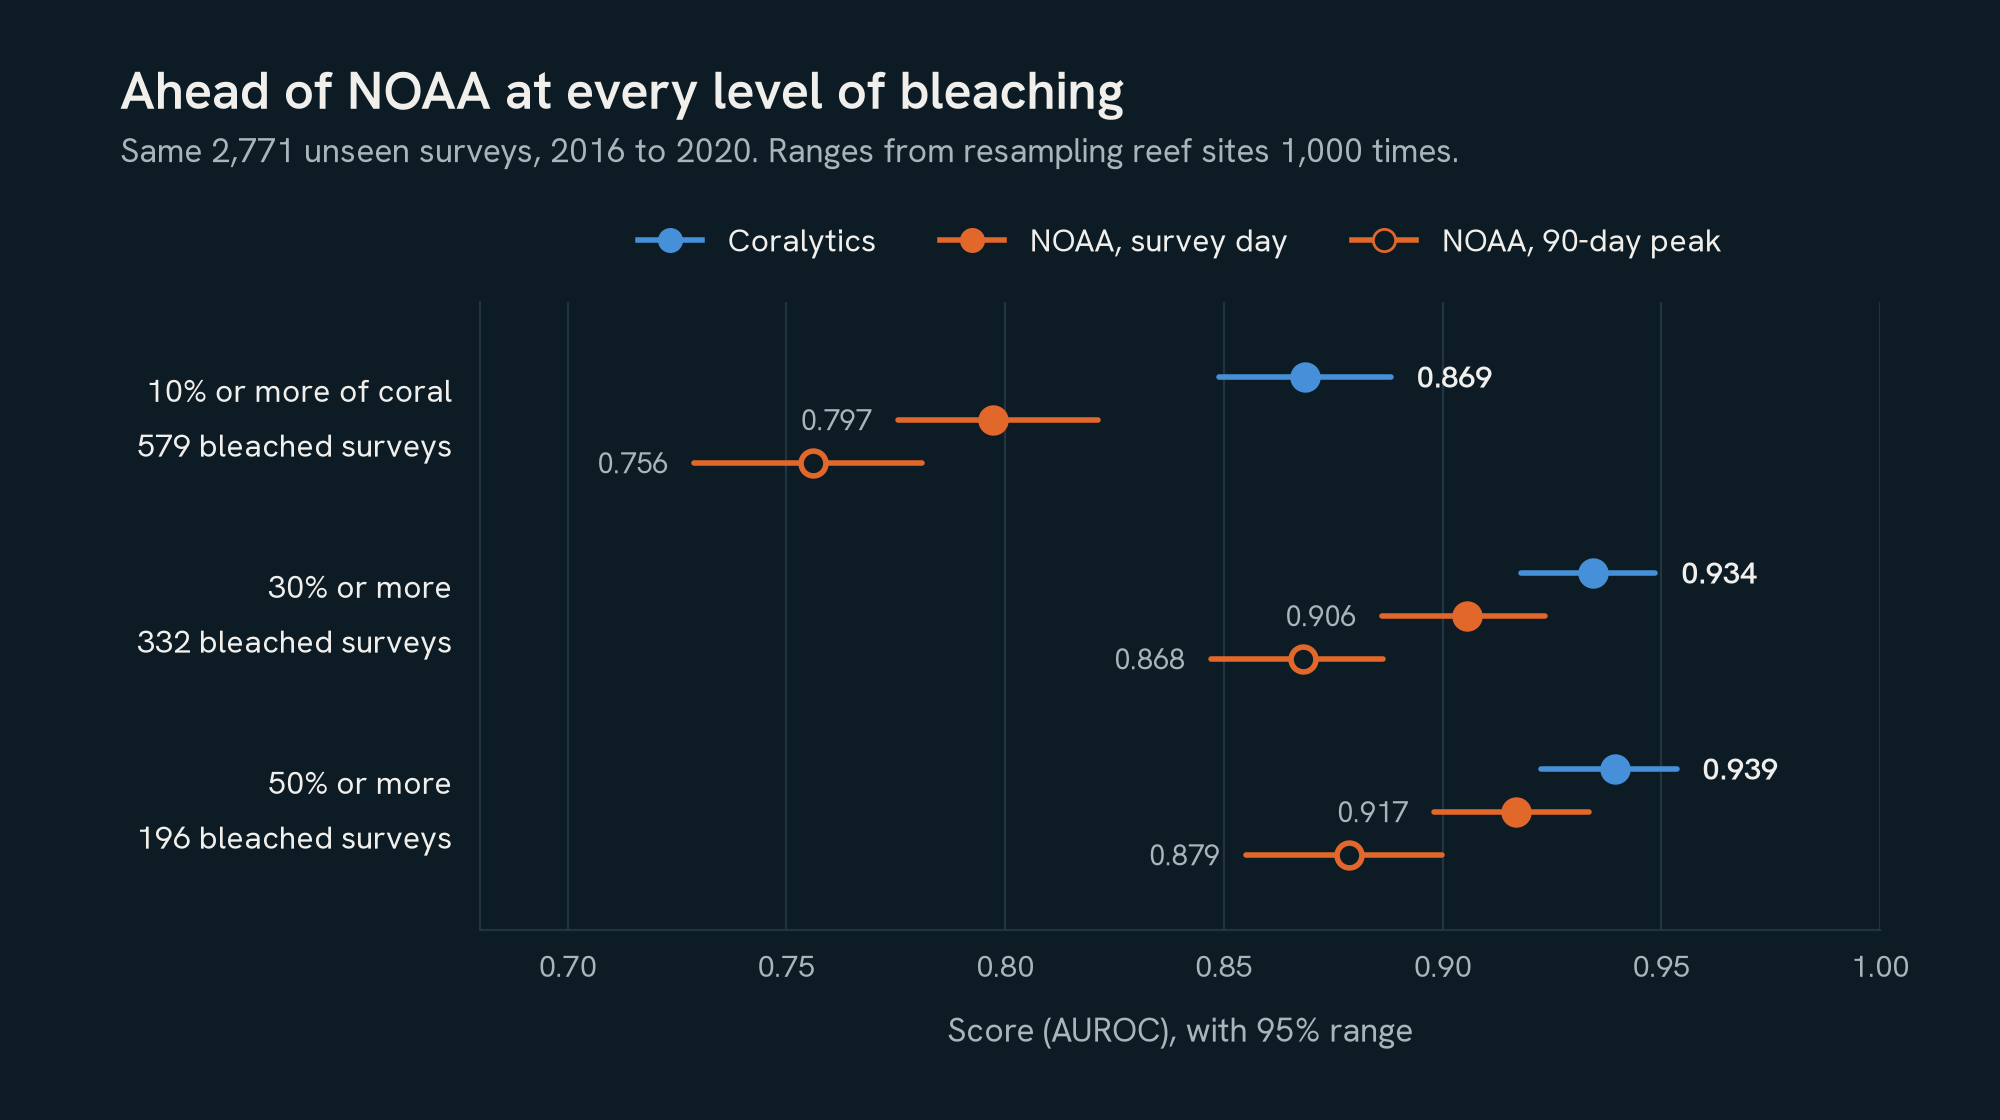 Ahead of NOAA at every level of bleaching
Same 2,771 unseen surveys, 2016 to 2020. Ranges from resampling reef sites 1,000 times.
Coralytics
NOAA, survey day
NOAA, 90-day peak
10% or more of coral
579 bleached surveys
0.869
0.797
0.756
30% or more
332 bleached surveys
0.934
0.906
0.868
50% or more
196 bleached surveys
0.939
0.917
0.879
0.70 0.75 0.80 0.85 0.90 0.95 1.00
Score (AUROC), with 95% range